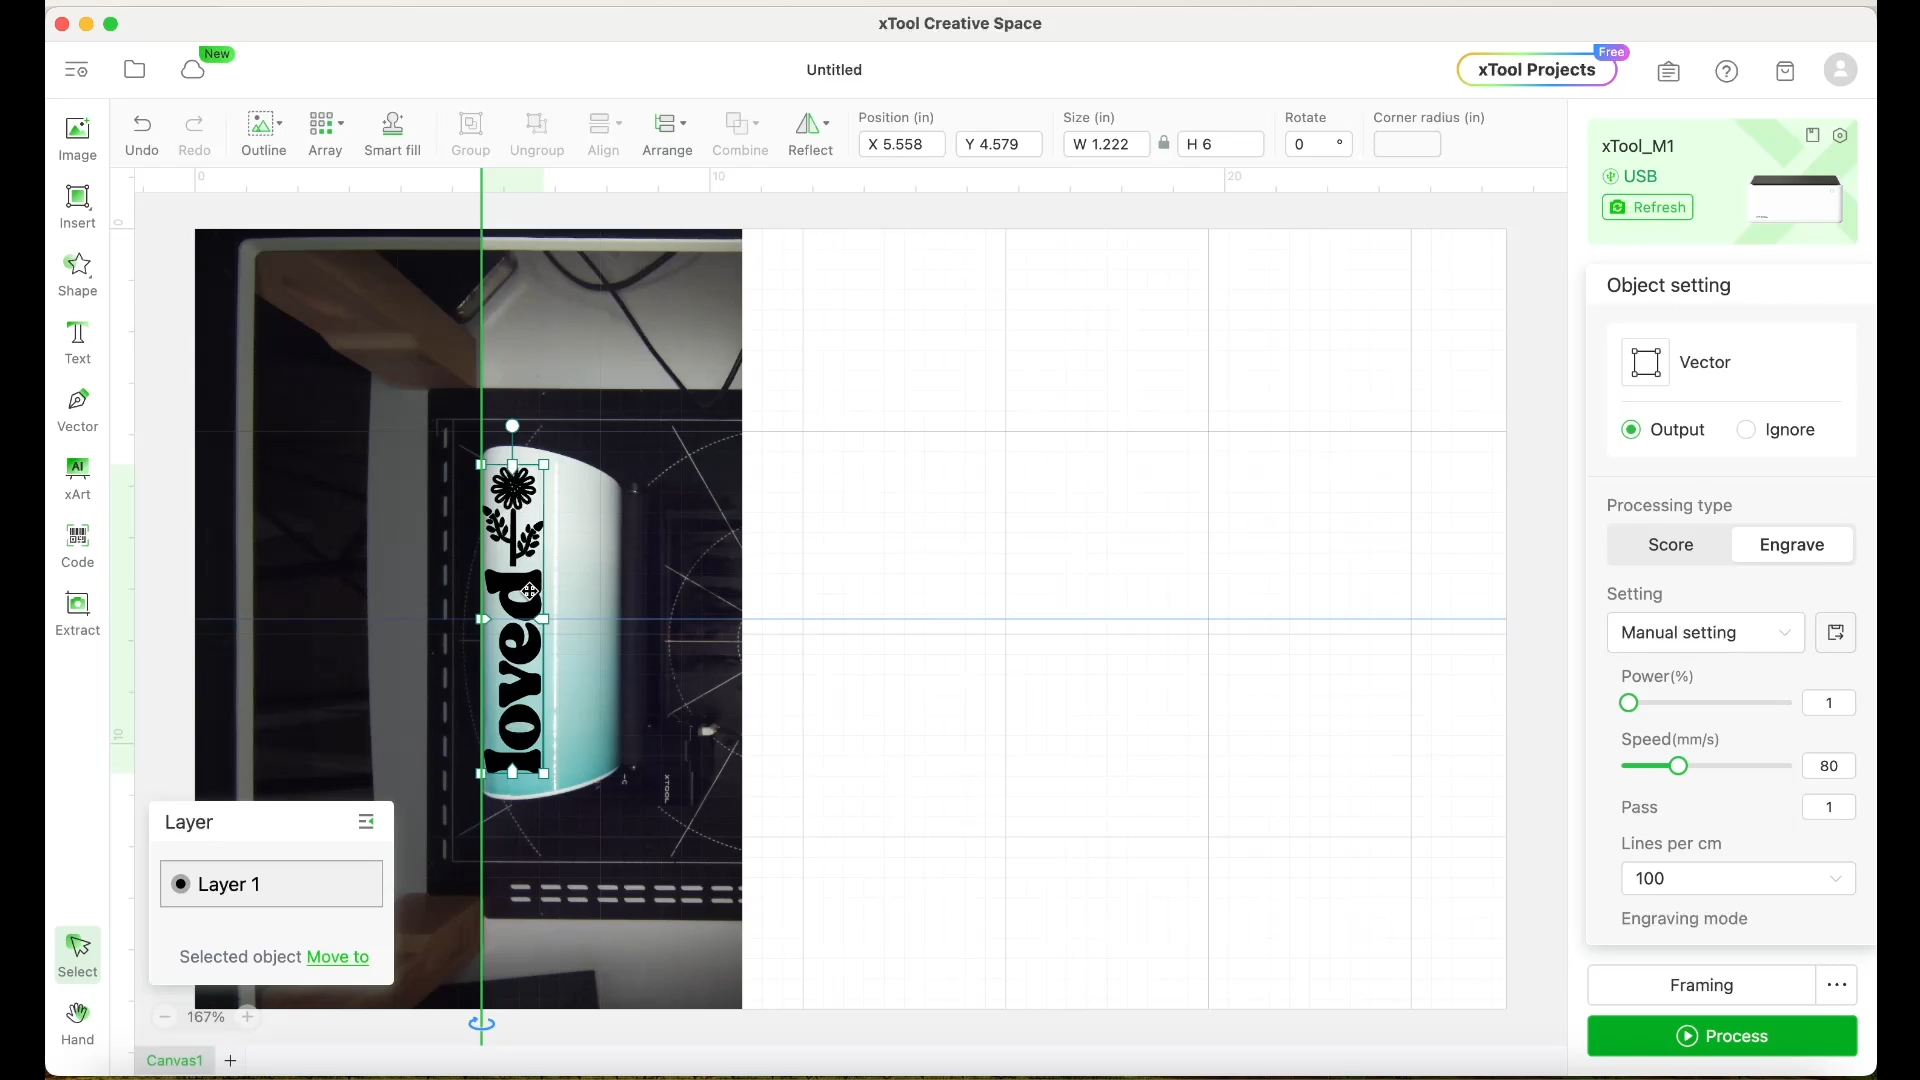 xTool Creative Space
New
Untitled
Free
xTool Projects
Image
Insert
Shape
Text
Vector
AI
xArt
Code
Extract
Select
Hand
Undo
Redo
Outline
Array
Smart fill
Group
Ungroup
Align
Arrange
Combine
Reflect
Position (in)
X 5.558
Y 4.579
Size (in)
W 1.222
H 6
Rotate
0 °
Corner radius (in)
0
10
20
0
10
loved
XTOOL
Layer
Layer 1
Selected object Move to
167%
Canvas1
xTool_M1
USB
Refresh
Object setting
Vector
Output
Ignore
Processing type
Score
Engrave
Setting
Manual setting
Power(%)
1
Speed(mm/s)
80
Pass
1
Lines per cm
100
Engraving mode
Framing
Process